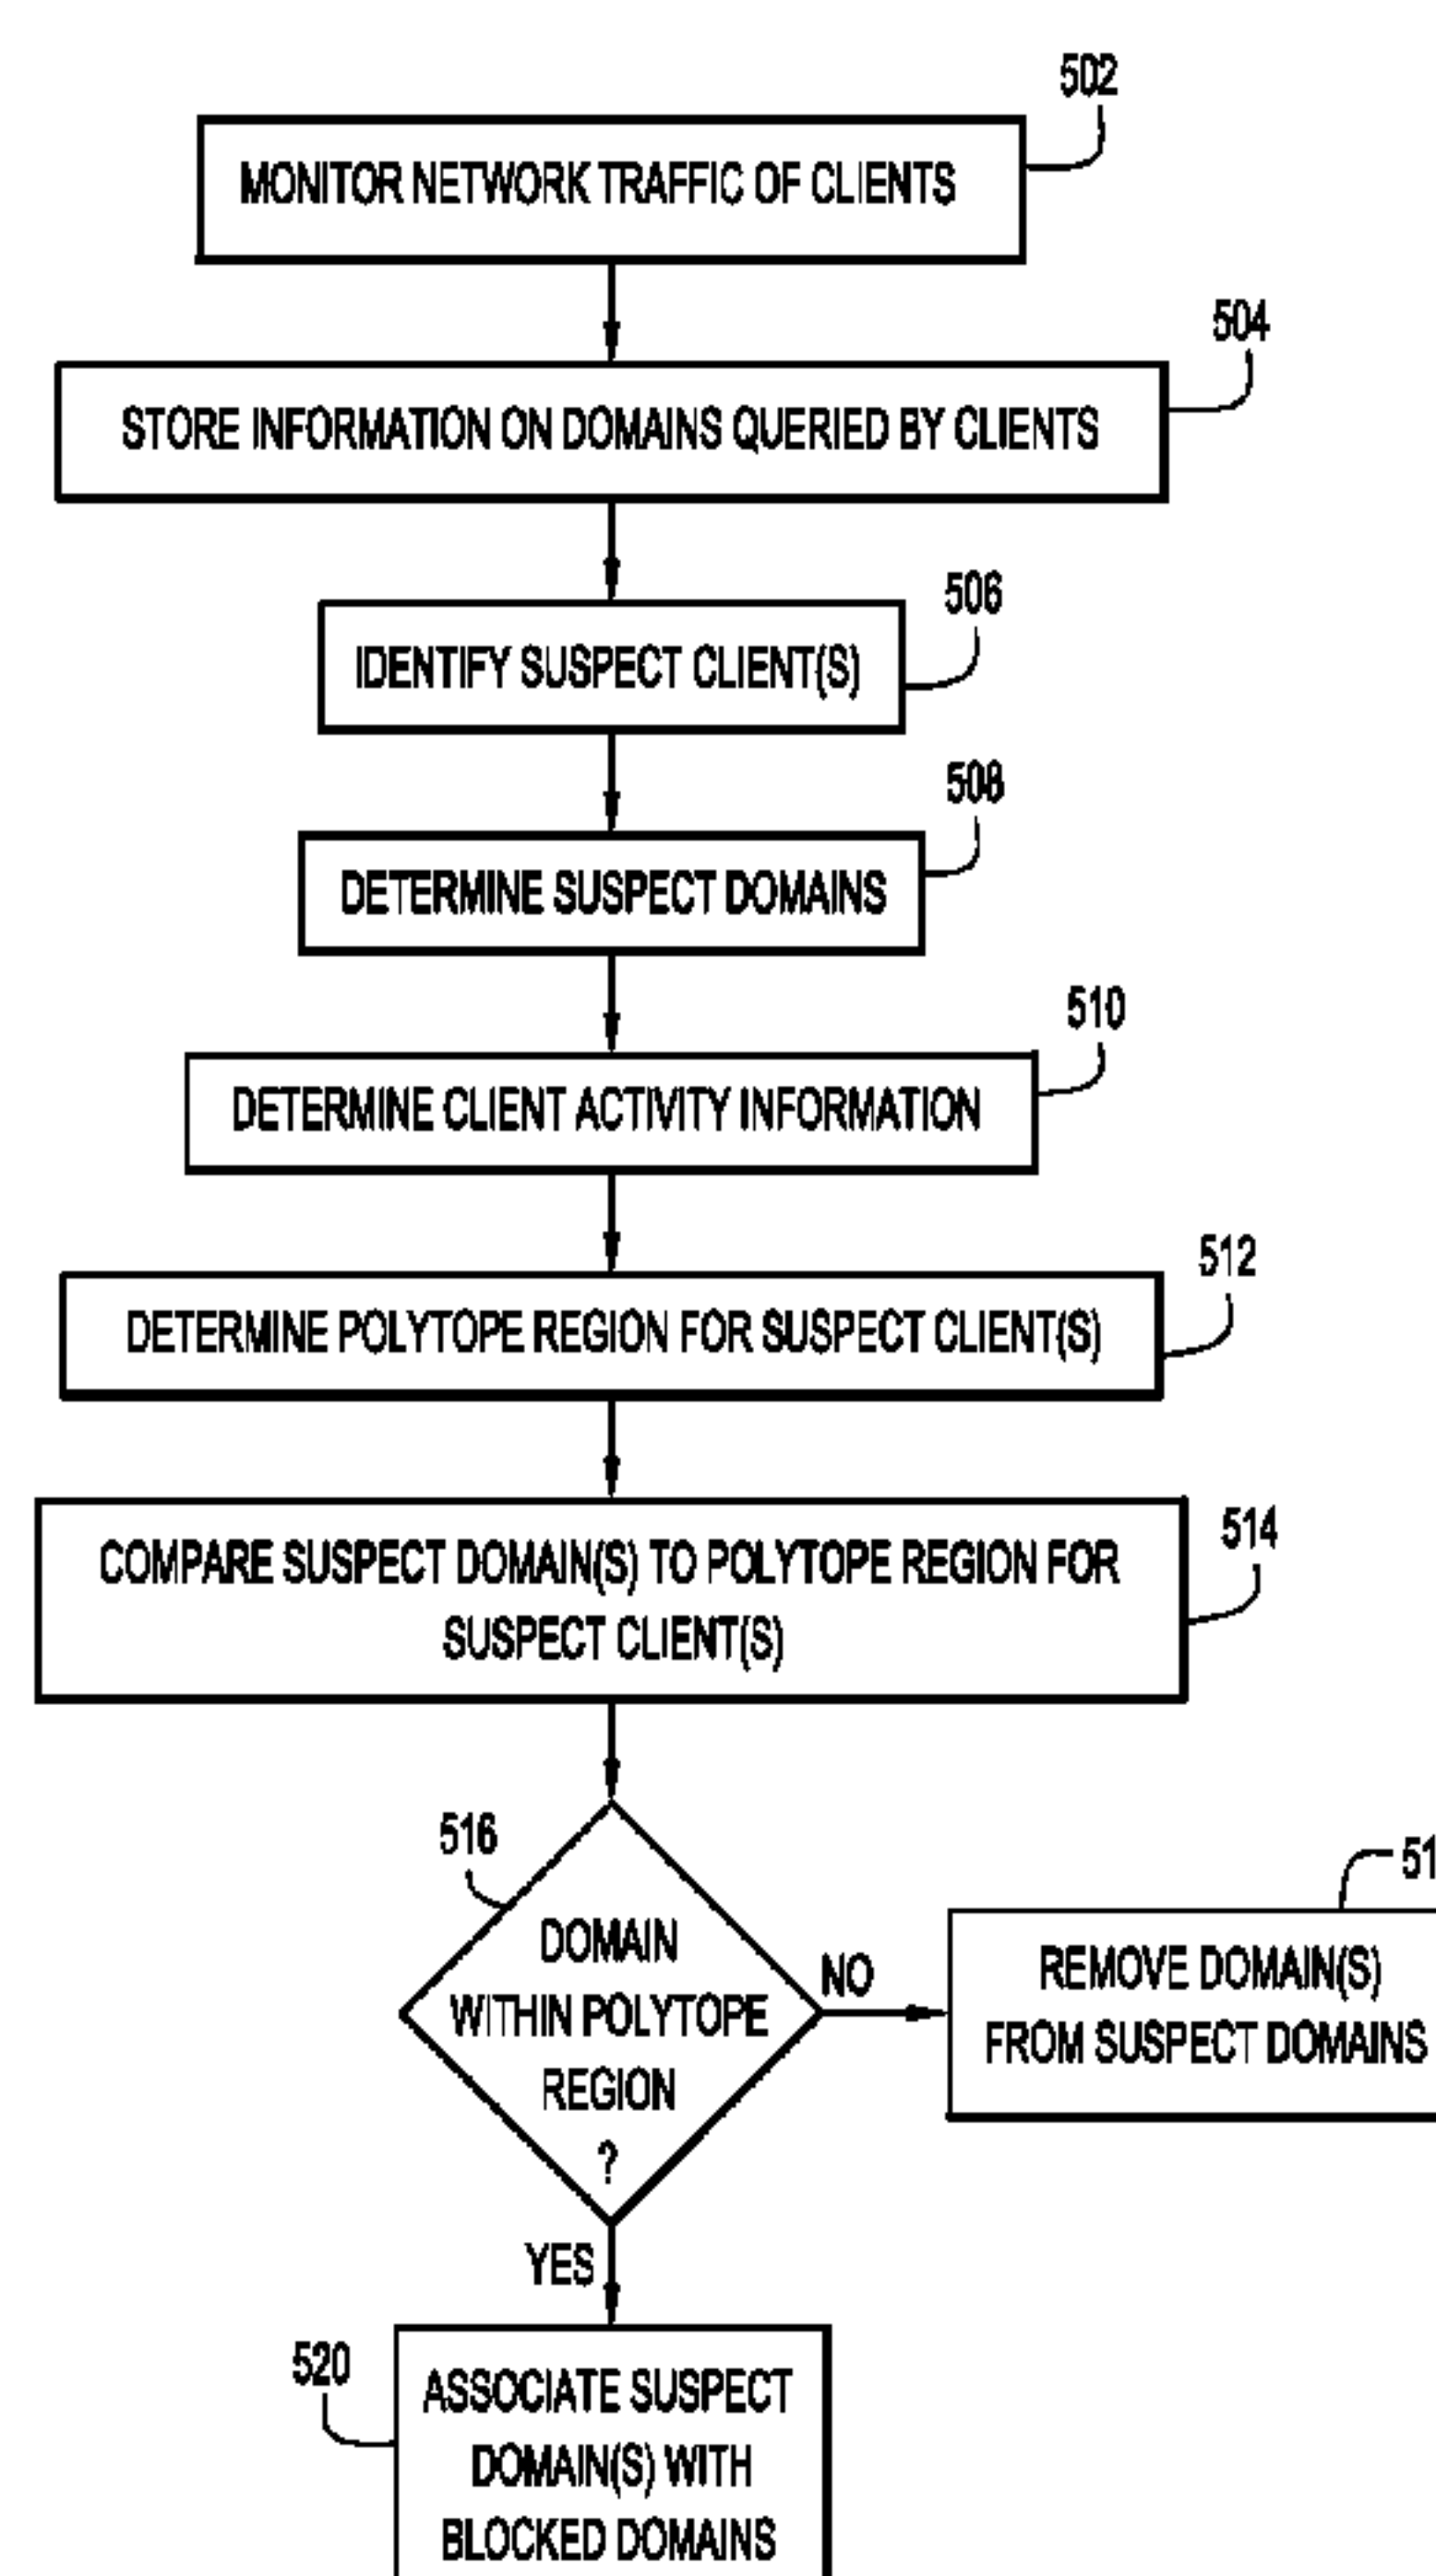 502
MONITOR NETWORK TRAFFIC OF CLIENTS
504
STORE INFORMATION ON DOMAINS QUERIED BY CLIENTS
506
IDENTIFY SUSPECT CLIENT(S)
508
DETERMINE SUSPECT DOMAINS
510
DETERMINE CLIENT ACTIVITY INFORMATION
512
DETERMINE POLYTOPE REGION FOR SUSPECT CLIENT(S)
514
COMPARE SUSPECT DOMAIN(S) TO POLYTOPE REGION FOR
SUSPECT CLIENT(S)
516
DOMAIN
WITHIN POLYTOPE
REGION
?
NO
REMOVE DOMAIN(S)
FROM SUSPECT DOMAINS
YES
520
ASSOCIATE SUSPECT
DOMAIN(S) WITH
BLOCKED DOMAINS